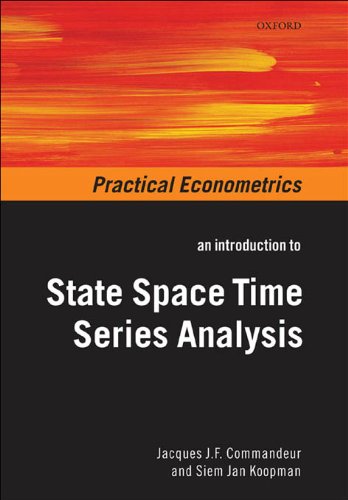 OXFORD
Practical Econometrics
an introduction to
State Space Time
Series Analysis
Jacques J.F. Commandeur
and Siem Jan Koopman